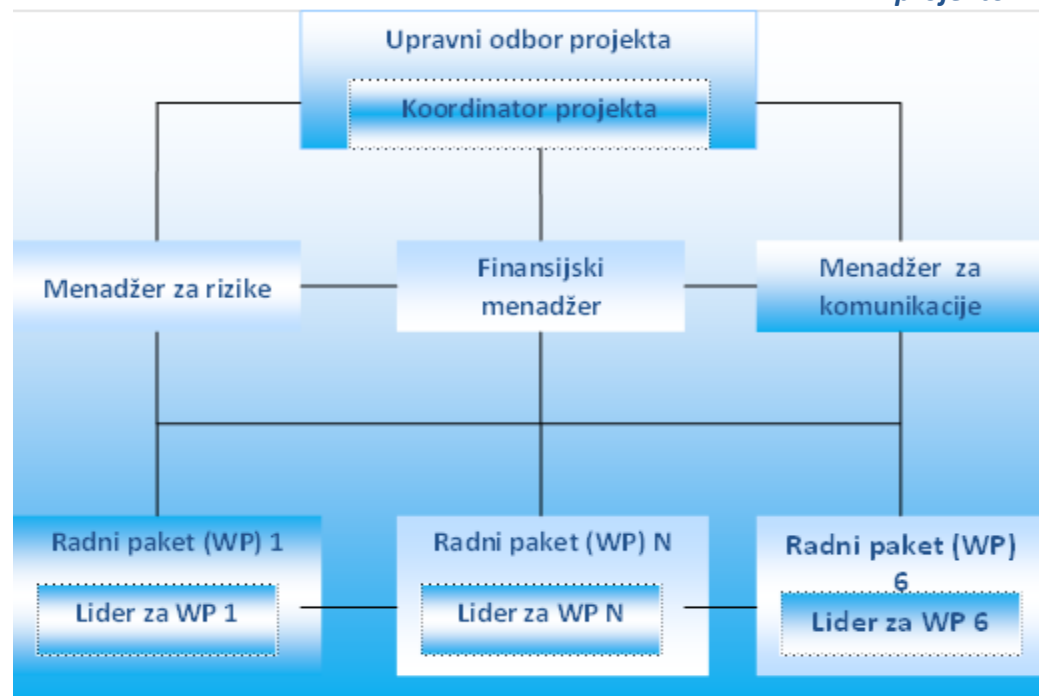 Upravni odbor projekta
Koordinator projekta
Menadžer za rizike
Finansijski
menadžer
Menadžer za
komunikacije
Radni paket (WP) 1
Lider za WP 1
Radni paket (WP) N
Lider za WP N
Radni paket (WP)
6
Lider za WP 6